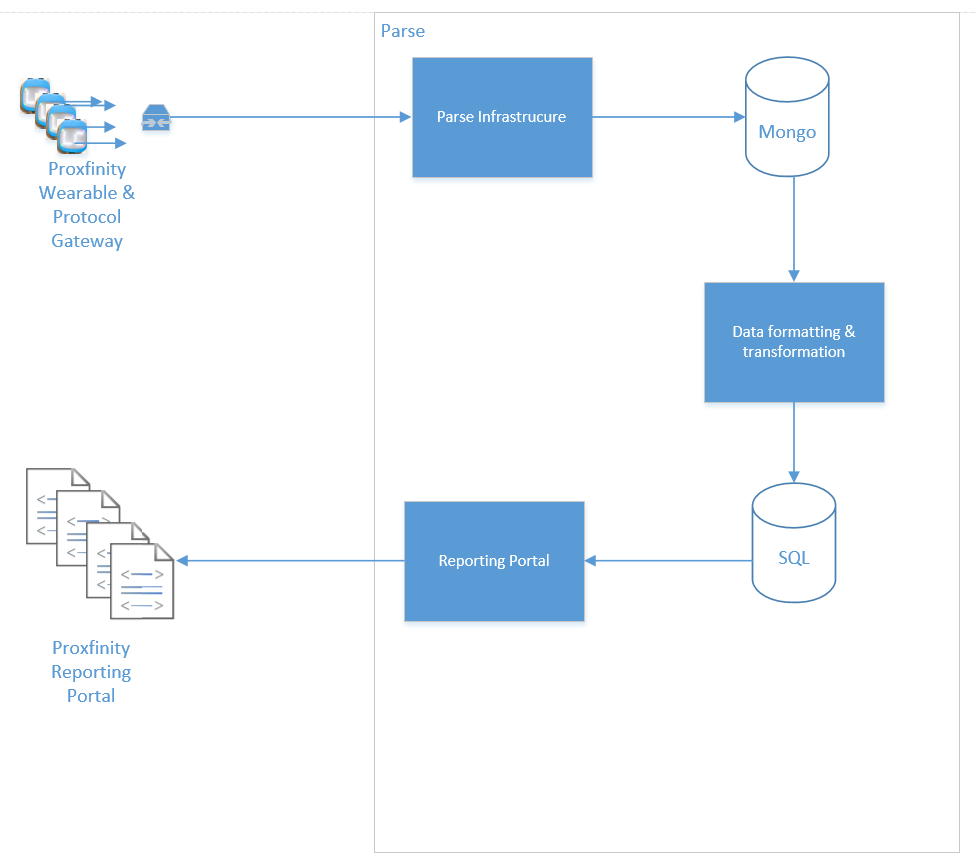 Parse
Parse Infrastrucure
Mongo
Proxfinity
Wearable &
Protocol
Gateway
Data formatting &
transformation
SQL
Reporting Portal
Proxfinity
Reporting
Portal